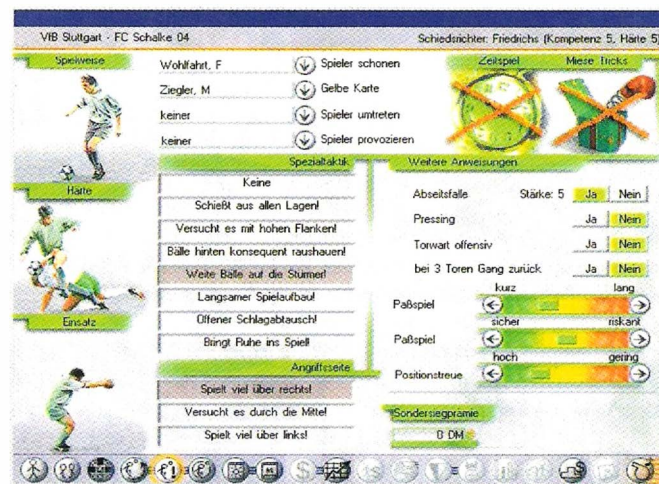 VfB Stuttgart - FC Schalke 04
Schiedsrichter: Friedrichs (Kompetenz 5, Härte 5)
Spielweise
Wohlfahrt, F
Spieler schonen
Ziegler, M
Gelbe Karte
keiner
Spieler umtreten
keiner
Spieler provozieren
Zeitspiel
Miese Tricks
Härte
Einsatz
Spezialtaktik
Keine
Schießt aus allen Lagen!
Versucht es mit hohen Flanken!
Bälle hinten konsequent raushauen!
Weite Bälle auf die Stürmer!
Langsamer Spielaufbau!
Offener Schlagabtausch!
Bringt Ruhe ins Spiel!
Angriffsseite
Spielt viel über rechts!
Versucht es durch die Mitte!
Spielt viel über links!
Weitere Anweisungen
Abseitsfalle Stärke: 5 Ja Nein
Pressing Ja Nein
Torwart offensiv Ja Nein
bei 3 Toren Gang zurück Ja Nein
kurz lang
Paßspiel
sicher riskant
Paßspiel
hoch gering
Positionstreue
Sondersiegprämie
0 DM